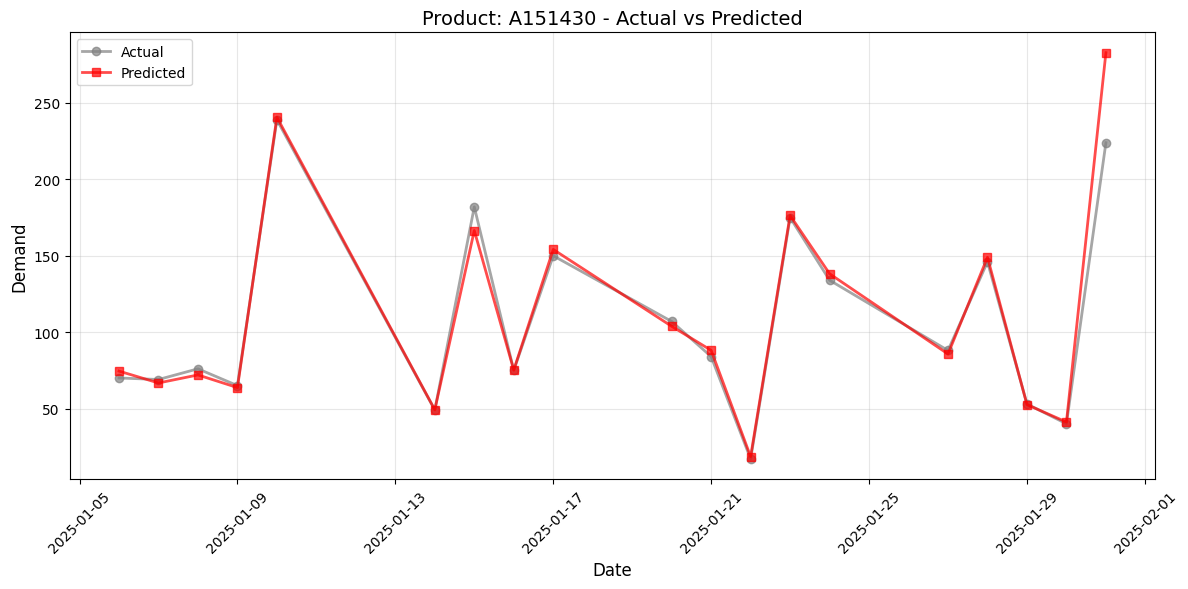 Product: A151430 - Actual vs Predicted
Actual
Predicted
Demand
250
200
150
100
50
2025-01-05
2025-01-09
2025-01-13
2025-01-17
2025-01-21
2025-01-25
2025-01-29
2025-02-01
Date